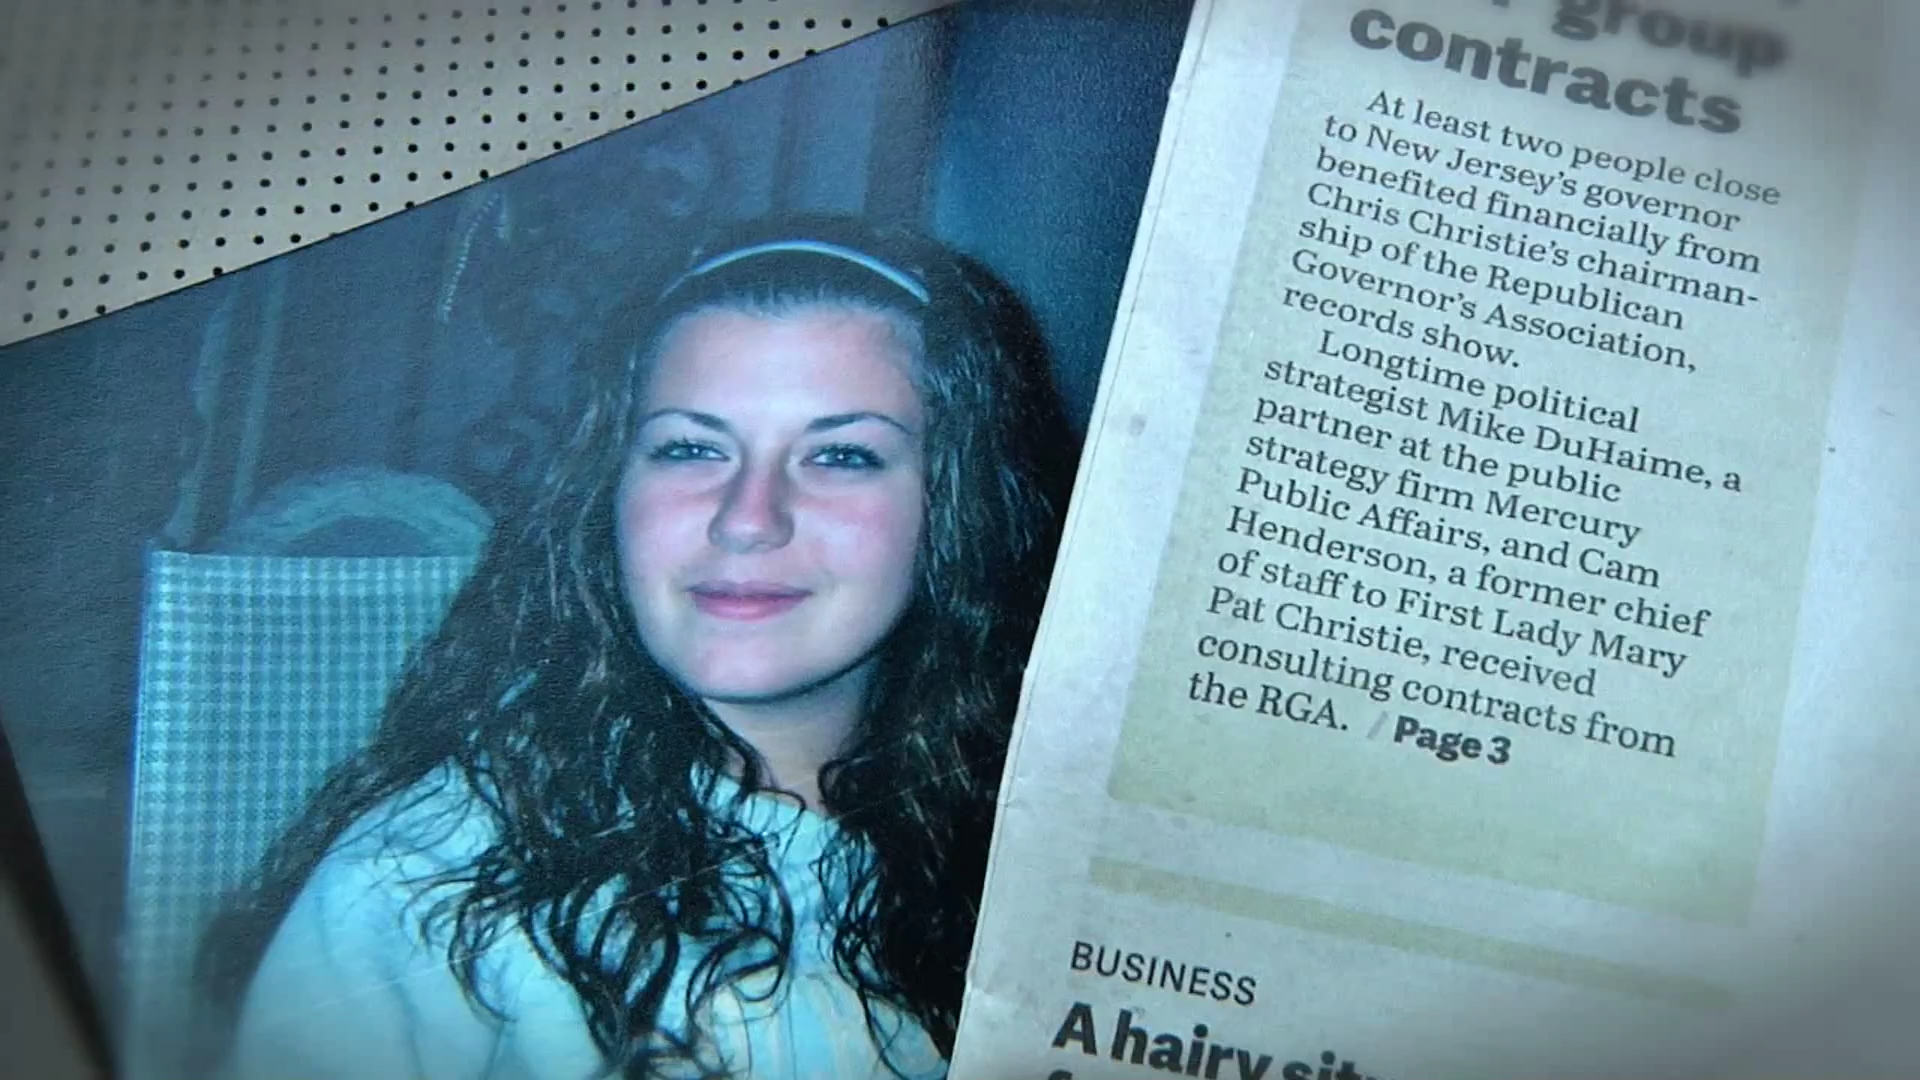 group
contracts
At least two people close
to New Jersey's governor
benefited financially from
Chris Christie's chairman-
ship of the Republican
Governor's Association,
records show.
Longtime political
strategist Mike DuHaime, a
partner at the public
strategy firm Mercury
Public Affairs, and Cam
Henderson, a former chief
of staff to First Lady Mary
Pat Christie, received
consulting contracts from
the RGA. / Page 3
BUSINESS
A hairy